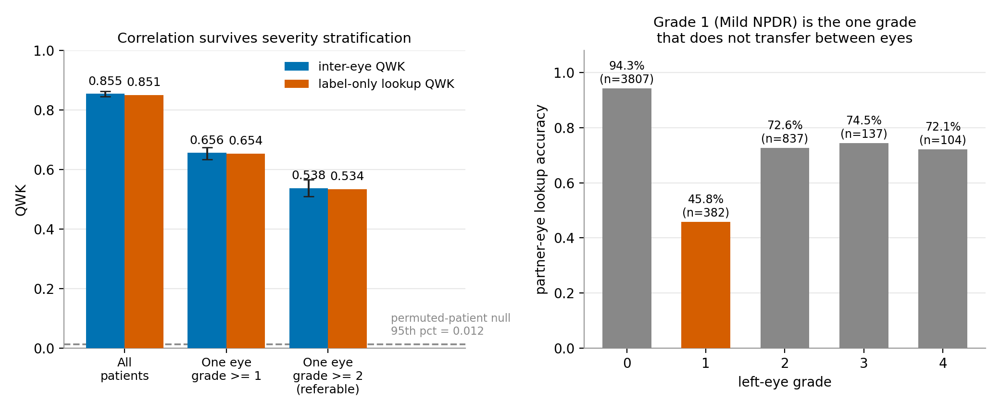 Correlation survives severity stratification
QWK
1.0
0.8
0.6
0.4
0.2
0.0
inter-eye QWK
label-only lookup QWK
0.855 0.851
0.656 0.654
0.538 0.534
permuted-patient null
95th pct = 0.012
All
patients
One eye
grade >= 1
One eye
grade >= 2
(referable)
Grade 1 (Mild NPDR) is the one grade
that does not transfer between eyes
partner-eye lookup accuracy
1.0
0.8
0.6
0.4
0.2
0.0
94.3%
(n=3807)
45.8%
(n=382)
72.6%
(n=837)
74.5%
(n=137)
72.1%
(n=104)
0 1 2 3 4
left-eye grade